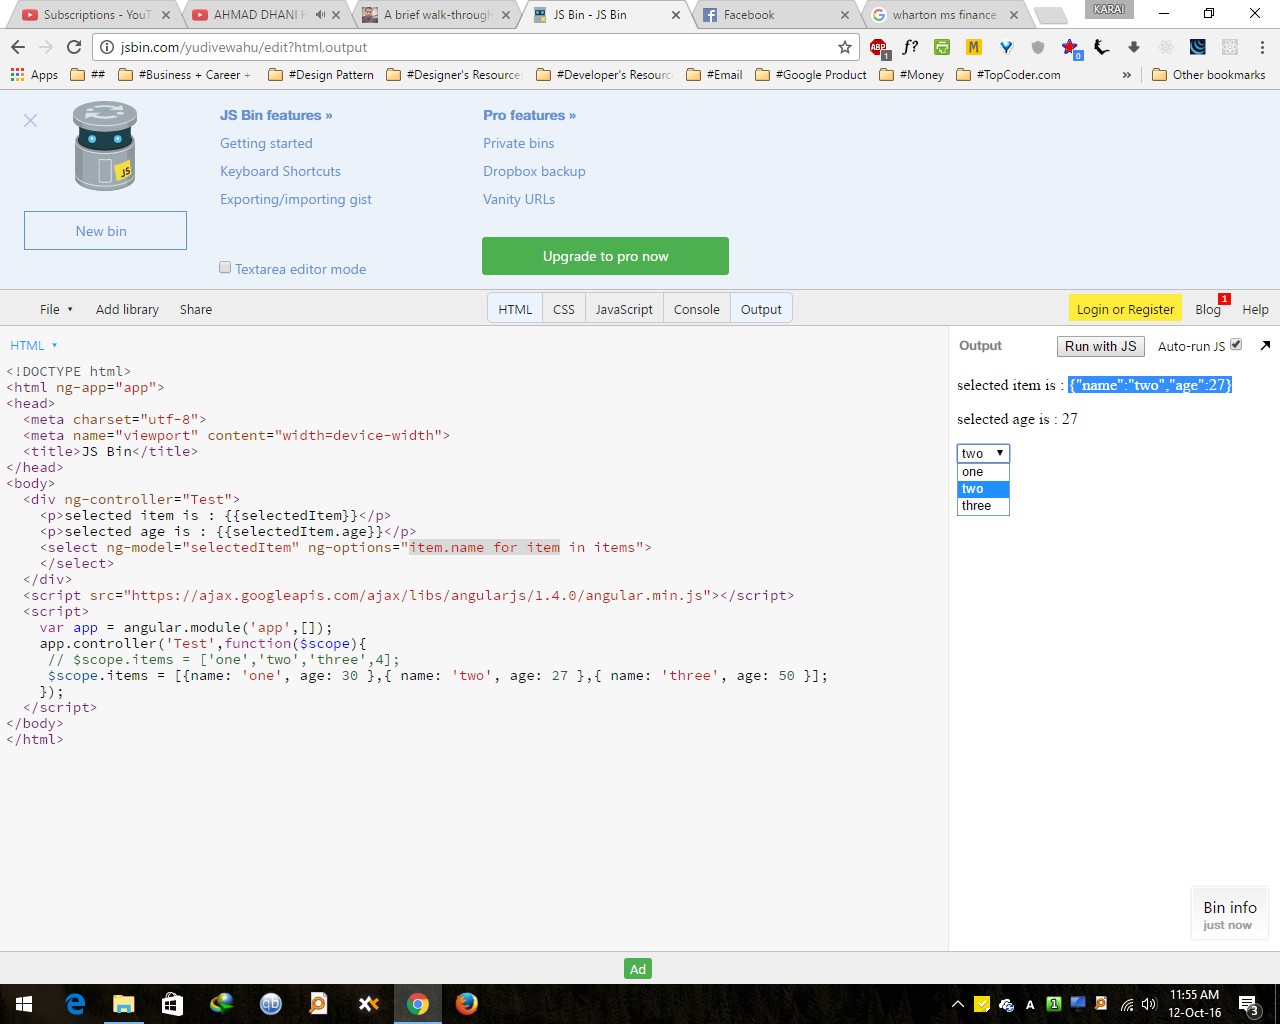 Subscriptions - YouT
AHMAD DHANI H
A brief walk-through
JS Bin - JS Bin
Facebook
wharton ms finance
KARAI
jsbin.com/yudivewahu/edit?html,output
ABP
1
f?
M
0
Apps
##
#Business + Career +
#Design Pattern
#Designer's Resource
#Developer's Resourc
#Email
#Google Product
#Money
#TopCoder.com
»
Other bookmarks
JS
New bin
JS Bin features »
Getting started
Keyboard Shortcuts
Exporting/importing gist
Textarea editor mode
Pro features »
Private bins
Dropbox backup
Vanity URLs
Upgrade to pro now
File
Add library
Share
HTML
CSS
JavaScript
Console
Output
Login or Register
Blog
1
Help
HTML
<!DOCTYPE html>
<html ng-app="app">
<head>
<meta charset="utf-8">
<meta name="viewport" content="width=device-width">
<title>JS Bin</title>
</head>
<body>
<div ng-controller="Test">
<p>selected item is : {{selectedItem}}</p>
<p>selected age is : {{selectedItem.age}}</p>
<select ng-model="selectedItem" ng-options="item.name for item in items">
</select>
</div>
<script src="https://ajax.googleapis.com/ajax/libs/angularjs/1.4.0/angular.min.js"></script>
<script>
var app = angular.module('app',[]);
app.controller('Test',function($scope){
// $scope.items = ['one','two','three',4];
$scope.items = [{name: 'one', age: 30 },{ name: 'two', age: 27 },{ name: 'three', age: 50 }];
});
</script>
</body>
</html>
Output
Run with JS
Auto-run JS
selected item is : {"name":"two","age":27}
selected age is : 27
two
one
two
three
Bin info
just now
Ad
qb
A
1
11:55 AM
12-Oct-16
3